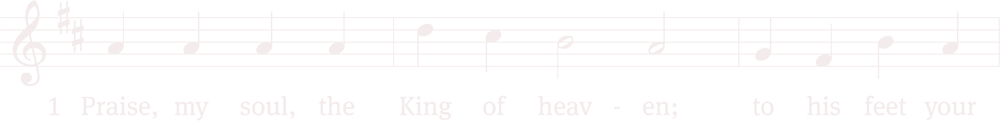 1 Praise, my soul, the King of heav - en; to his feet your